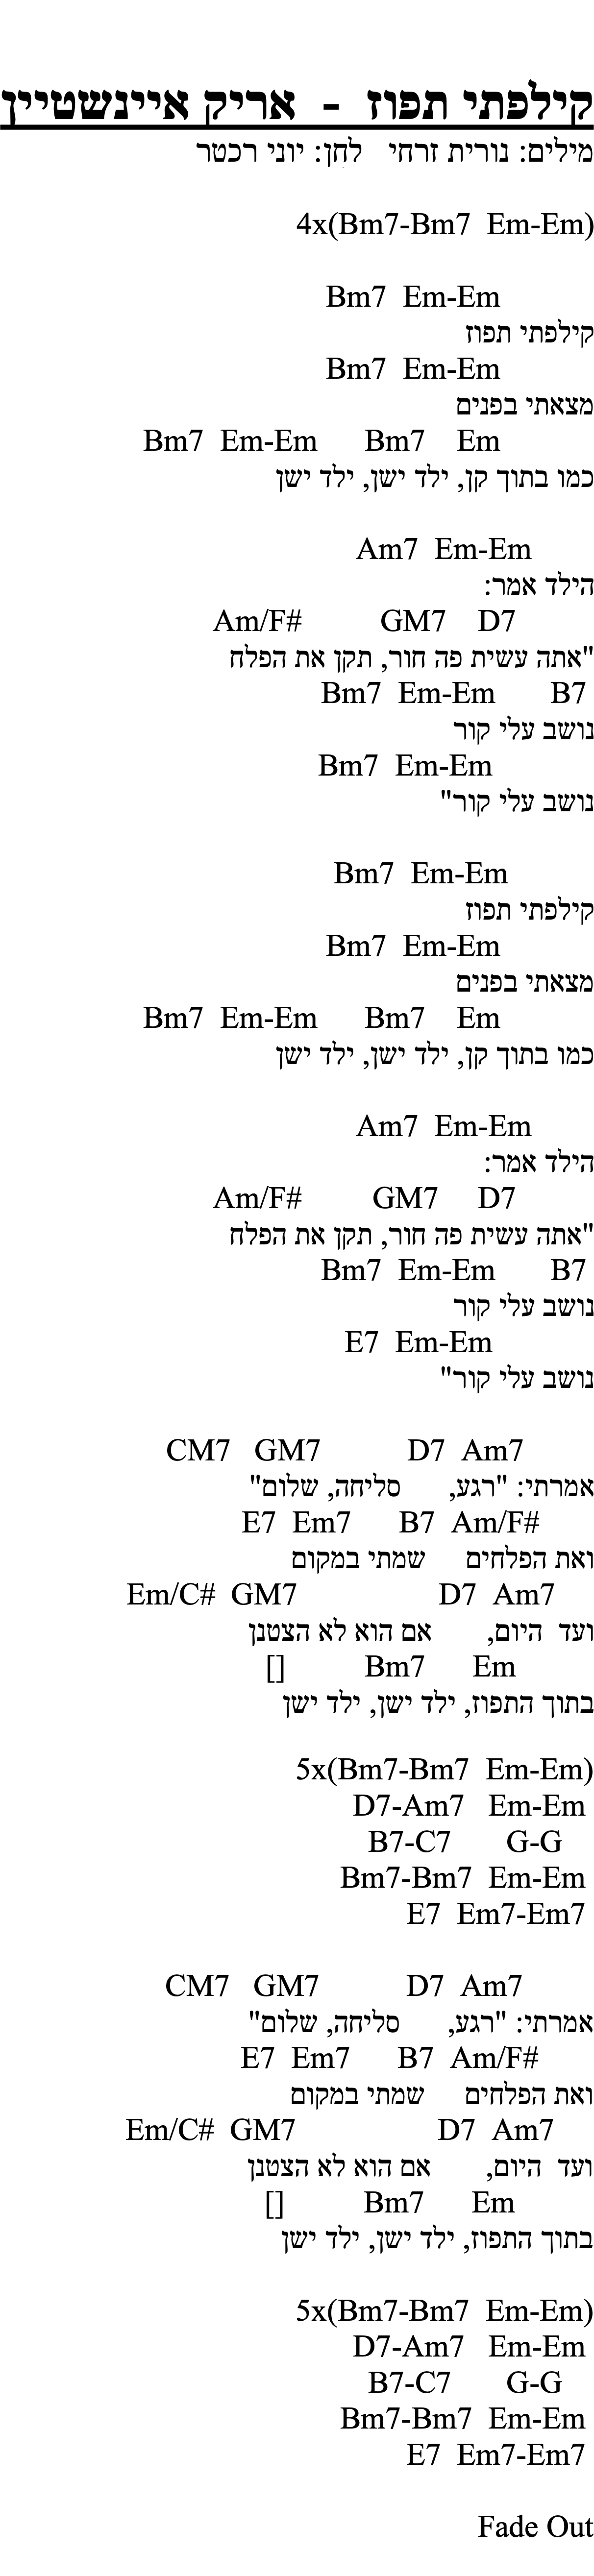 קילפתי תפוז - אריק איינשטיין
מילים: נורית זרחי לחן: יוני רכטר
4x(Bm7-Bm7 Em-Em)
Bm7 Em-Em
קילפתי תפוז
Bm7 Em-Em
מצאתי בפנים
Bm7 Em-Em Bm7 Em
כמו בתוך קן, ילד ישן, ילד ישן
Am7 Em-Em
הילד אמר:
Am/F# GM7 D7
"אתה עשית פה חור, תקן את הפלח
Bm7 Em-Em B7
נושב עלי קור
Bm7 Em-Em
נושב עלי קור"
Bm7 Em-Em
קילפתי תפוז
Bm7 Em-Em
מצאתי בפנים
Bm7 Em-Em Bm7 Em
כמו בתוך קן, ילד ישן, ילד ישן
Am7 Em-Em
הילד אמר:
Am/F# GM7 D7
"אתה עשית פה חור, תקן את הפלח
Bm7 Em-Em B7
נושב עלי קור
E7 Em-Em
נושב עלי קור"
CM7 GM7 D7 Am7
אמרתי: "רגע, סליחה, שלום"
E7 Em7 B7 Am/F#
ואת הפלחים שמתי במקום
Em/C# GM7 D7 Am7
ועד היום, אם הוא לא הצטנן
[] Bm7 Em
בתוך התפוז, ילד ישן, ילד ישן
5x(Bm7-Bm7 Em-Em)
D7-Am7 Em-Em
B7-C7 G-G
Bm7-Bm7 Em-Em
E7 Em7-Em7
CM7 GM7 D7 Am7
אמרתי: "רגע, סליחה, שלום"
E7 Em7 B7 Am/F#
ואת הפלחים שמתי במקום
Em/C# GM7 D7 Am7
ועד היום, אם הוא לא הצטנן
[] Bm7 Em
בתוך התפוז, ילד ישן, ילד ישן
5x(Bm7-Bm7 Em-Em)
D7-Am7 Em-Em
B7-C7 G-G
Bm7-Bm7 Em-Em
E7 Em7-Em7
Fade Out